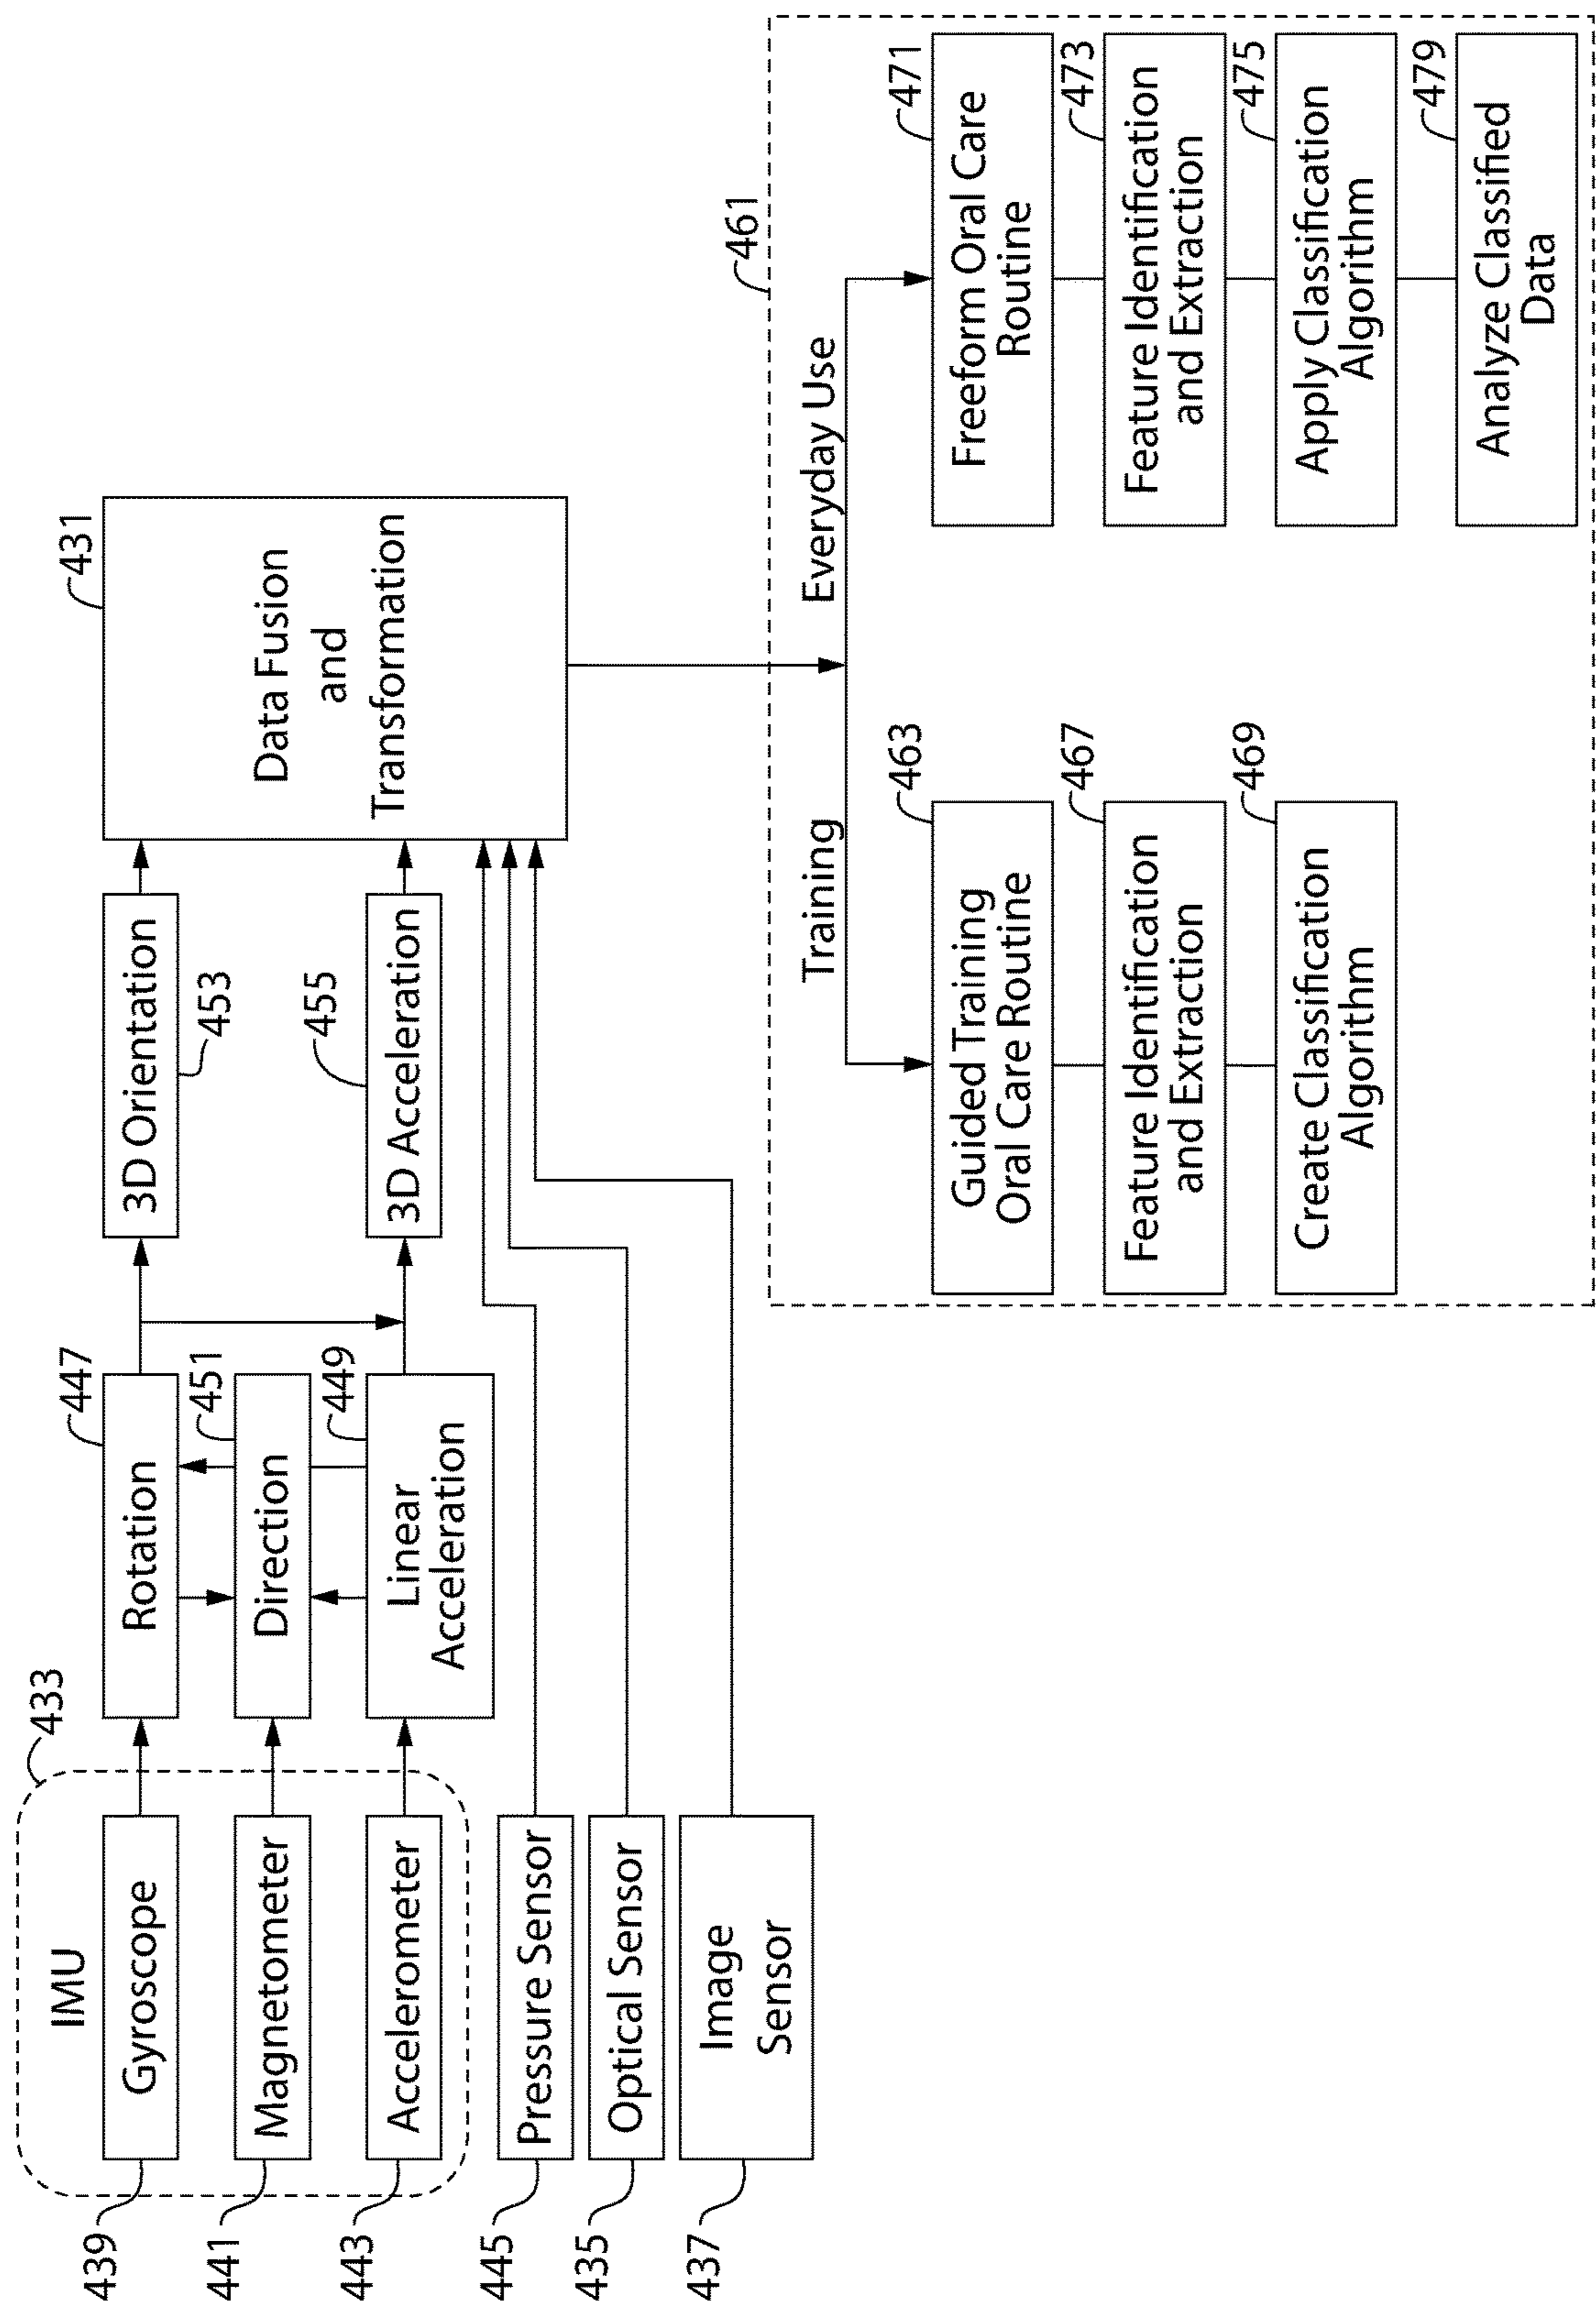 433
IMU
439
Gyroscope
441
Magnetometer
443
Accelerometer
445
Pressure Sensor
435
Optical Sensor
437
Image
Sensor
447
Rotation
451
Direction
449
Linear
Acceleration
3D Orientation
453
455
3D Acceleration
431
Data Fusion
and
Transformation
461
Training
Everyday Use
463
Guided Training
Oral Care Routine
467
Feature Identification
and Extraction
469
Create Classification
Algorithm
471
Freeform Oral Care
Routine
473
Feature Identification
and Extraction
475
Apply Classification
Algorithm
479
Analyze Classified
Data